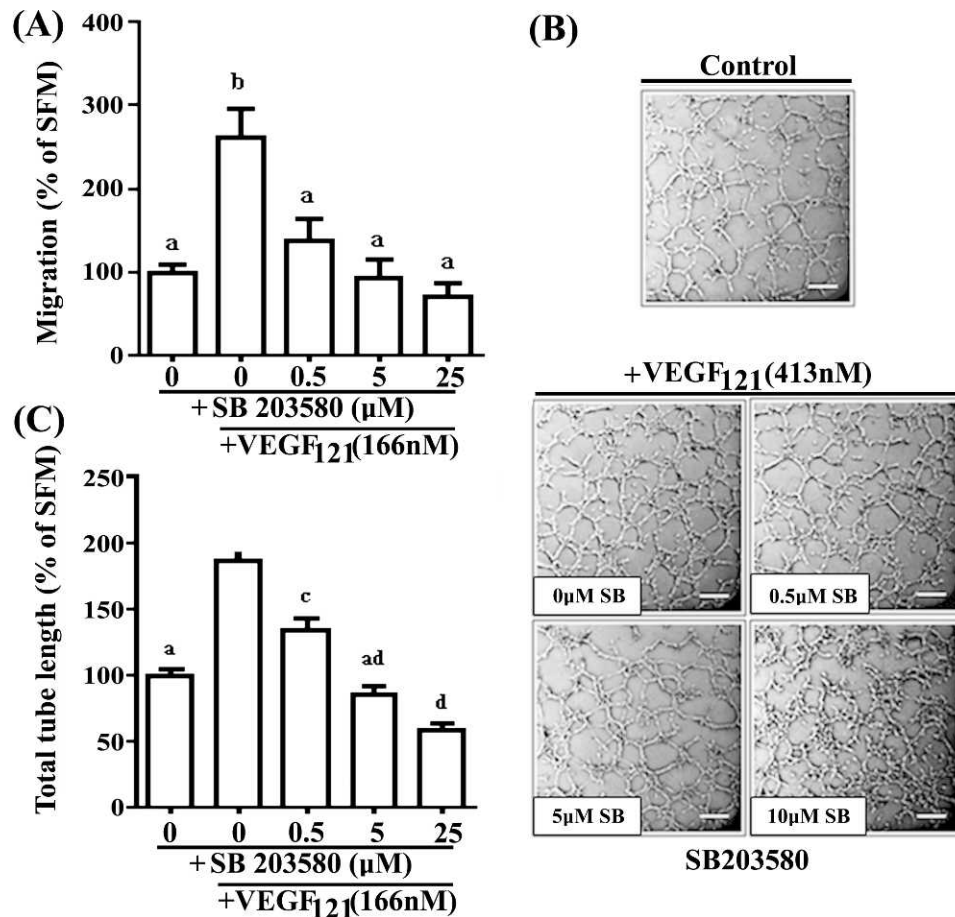 (A)
Migration (% of SFM)
400
300
200
100
0
a
b
a
a
a
0 0 0.5 5 25
+SB 203580 (µM)
+VEGF121(166nM)
(B)
Control
+VEGF121(413nM)
0µM SB
0.5µM SB
5µM SB
10µM SB
SB203580
(C)
Total tube length (% of SFM)
250
200
150
100
50
0
a
c
ad
d
0 0 0.5 5 25
+SB 203580 (µM)
+VEGF121(166nM)